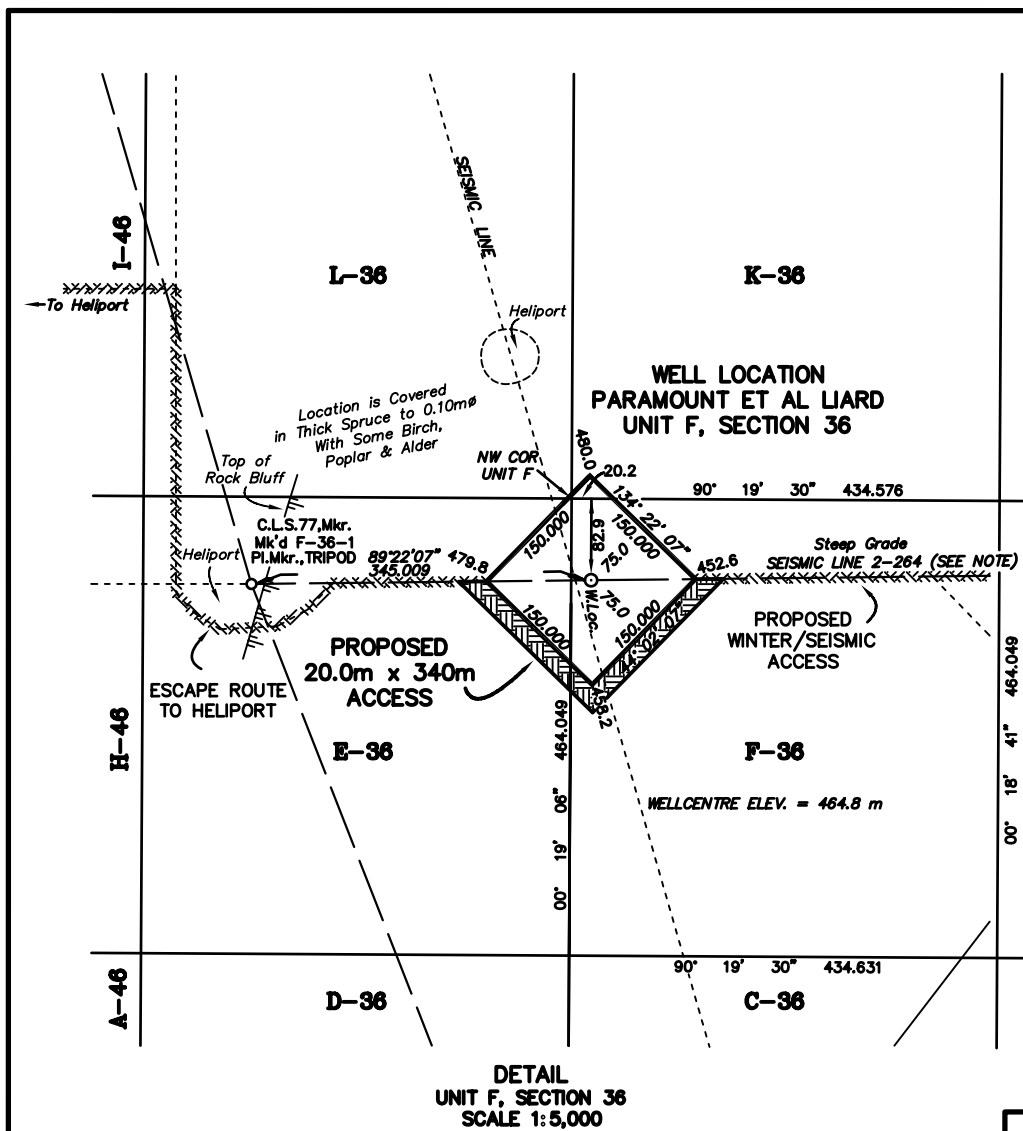 SEISMIC LINE
I-46
L-36
K-36
To Heliport
Heliport
WELL LOCATION
PARAMOUNT ET AL LIARD
UNIT F, SECTION 36
Location is Covered
in Thick Spruce to 0.10mø
With Some Birch,
Poplar & Alder
Top of
Rock Bluff
NW COR
UNIT F
480.0
20.2
90° 19' 30" 434.576
134° 22' 07"
150.000
150.000
82.9
C.L.S.77,Mkr.
Mk'd F-36-1
Pl.Mkr.,TRIPOD
Heliport
89°22'07"
345.009
479.8
75.0
452.6
Steep Grade
SEISMIC LINE 2-264 (SEE NOTE)
W.Loc.
75.0
150.000
150.000
PROPOSED
WINTER/SEISMIC
ACCESS
PROPOSED
20.0m x 340m
ACCESS
ESCAPE ROUTE
TO HELIPORT
458.2
H-46
E-36
F-36
00° 19' 06" 464.049
00° 18' 41" 464.049
WELLCENTRE ELEV. = 464.8 m
90° 19' 30" 434.631
A-46
D-36
C-36
DETAIL
UNIT F, SECTION 36
SCALE 1:5,000